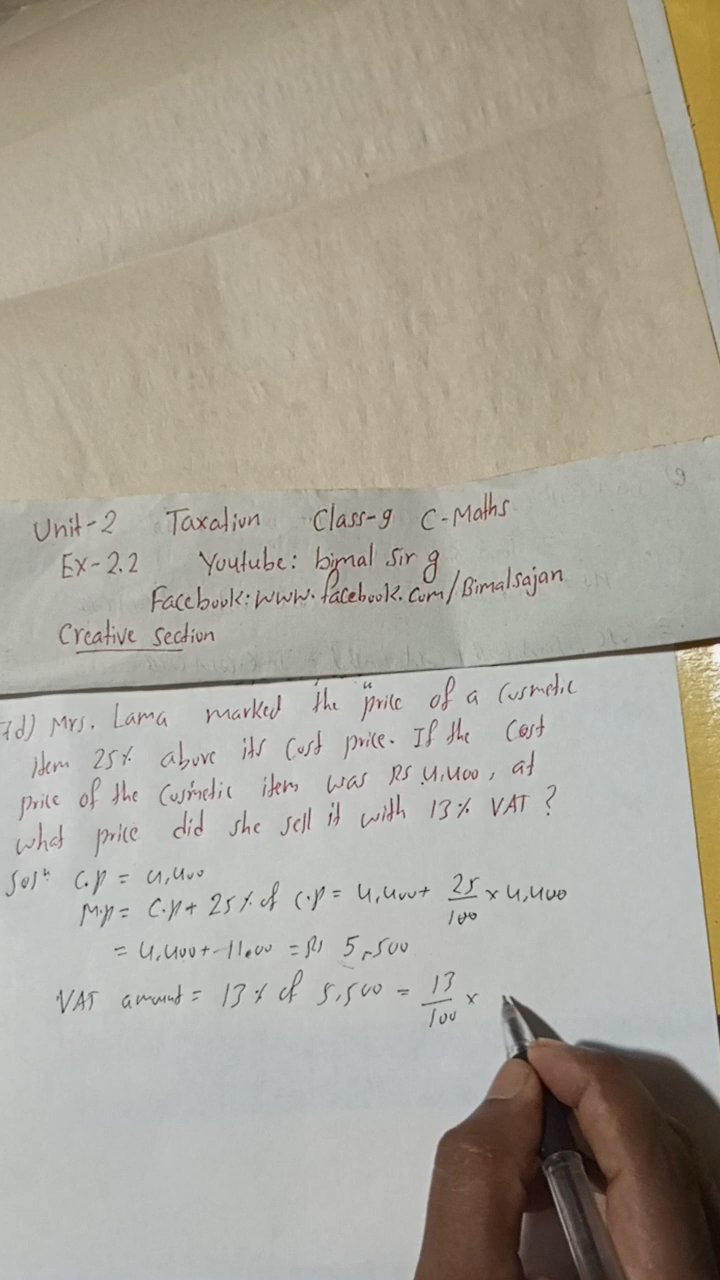 Unit-2 Taxation Class-9 C-Maths
Ex-2.2 Youtube: bimal sir g
Facebook: www.facebook.com/Bimalsajan
Creative section
7d) Mrs. Lama marked the price of a cosmetic
item 25% above its cost price. If the cost
price of the cosmetic item was Rs 4,400, at
what price did she sell it with 13% VAT ?
Solⁿ C.P = 4,400
M.P = C.P + 25% of C.P = 4,400 + 25/100 × 4,400
= 4,400 + 11.00 = Rs 5,500
VAT amount = 13% of 5,500 = 13/100 ×